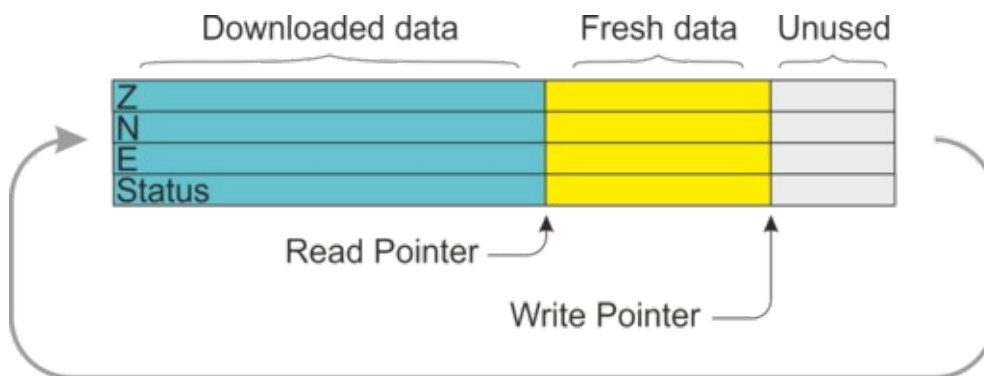 Downloaded data Fresh data Unused
Z
N
E
Status
Read Pointer
Write Pointer